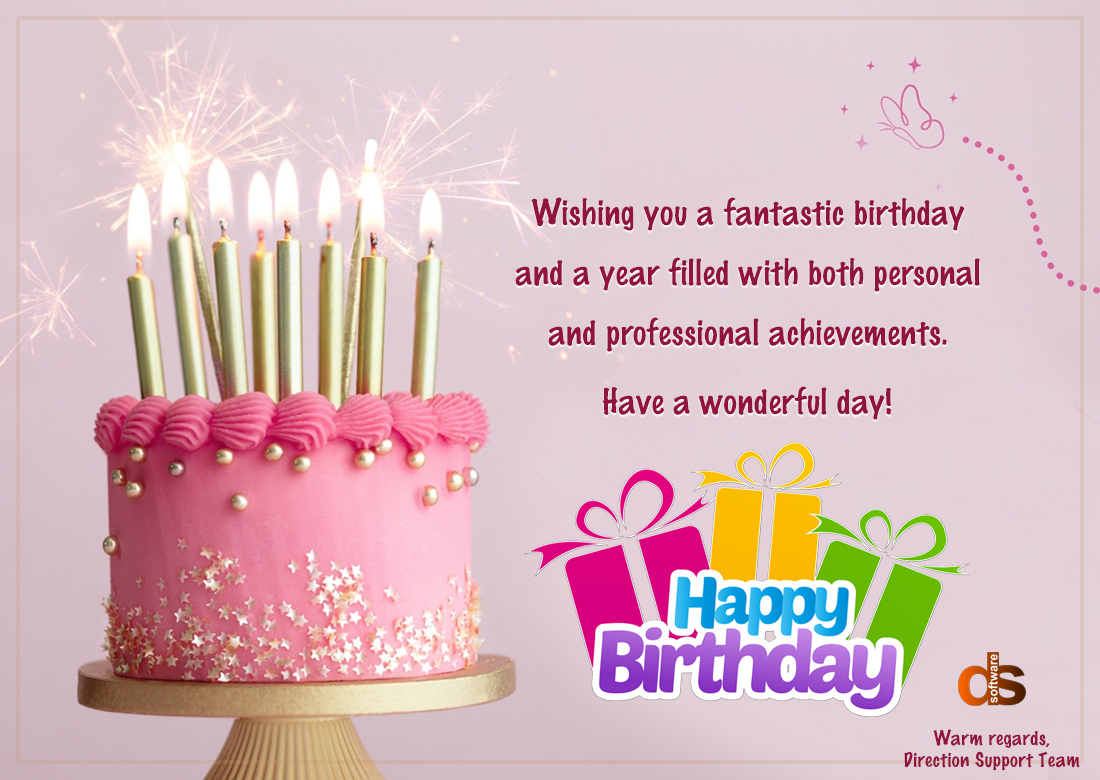 Wishing you a fantastic birthday
and a year filled with both personal
and professional achievements.
Have a wonderful day!
Happy
Birthday
ds
software
Warm regards,
Direction Support Team